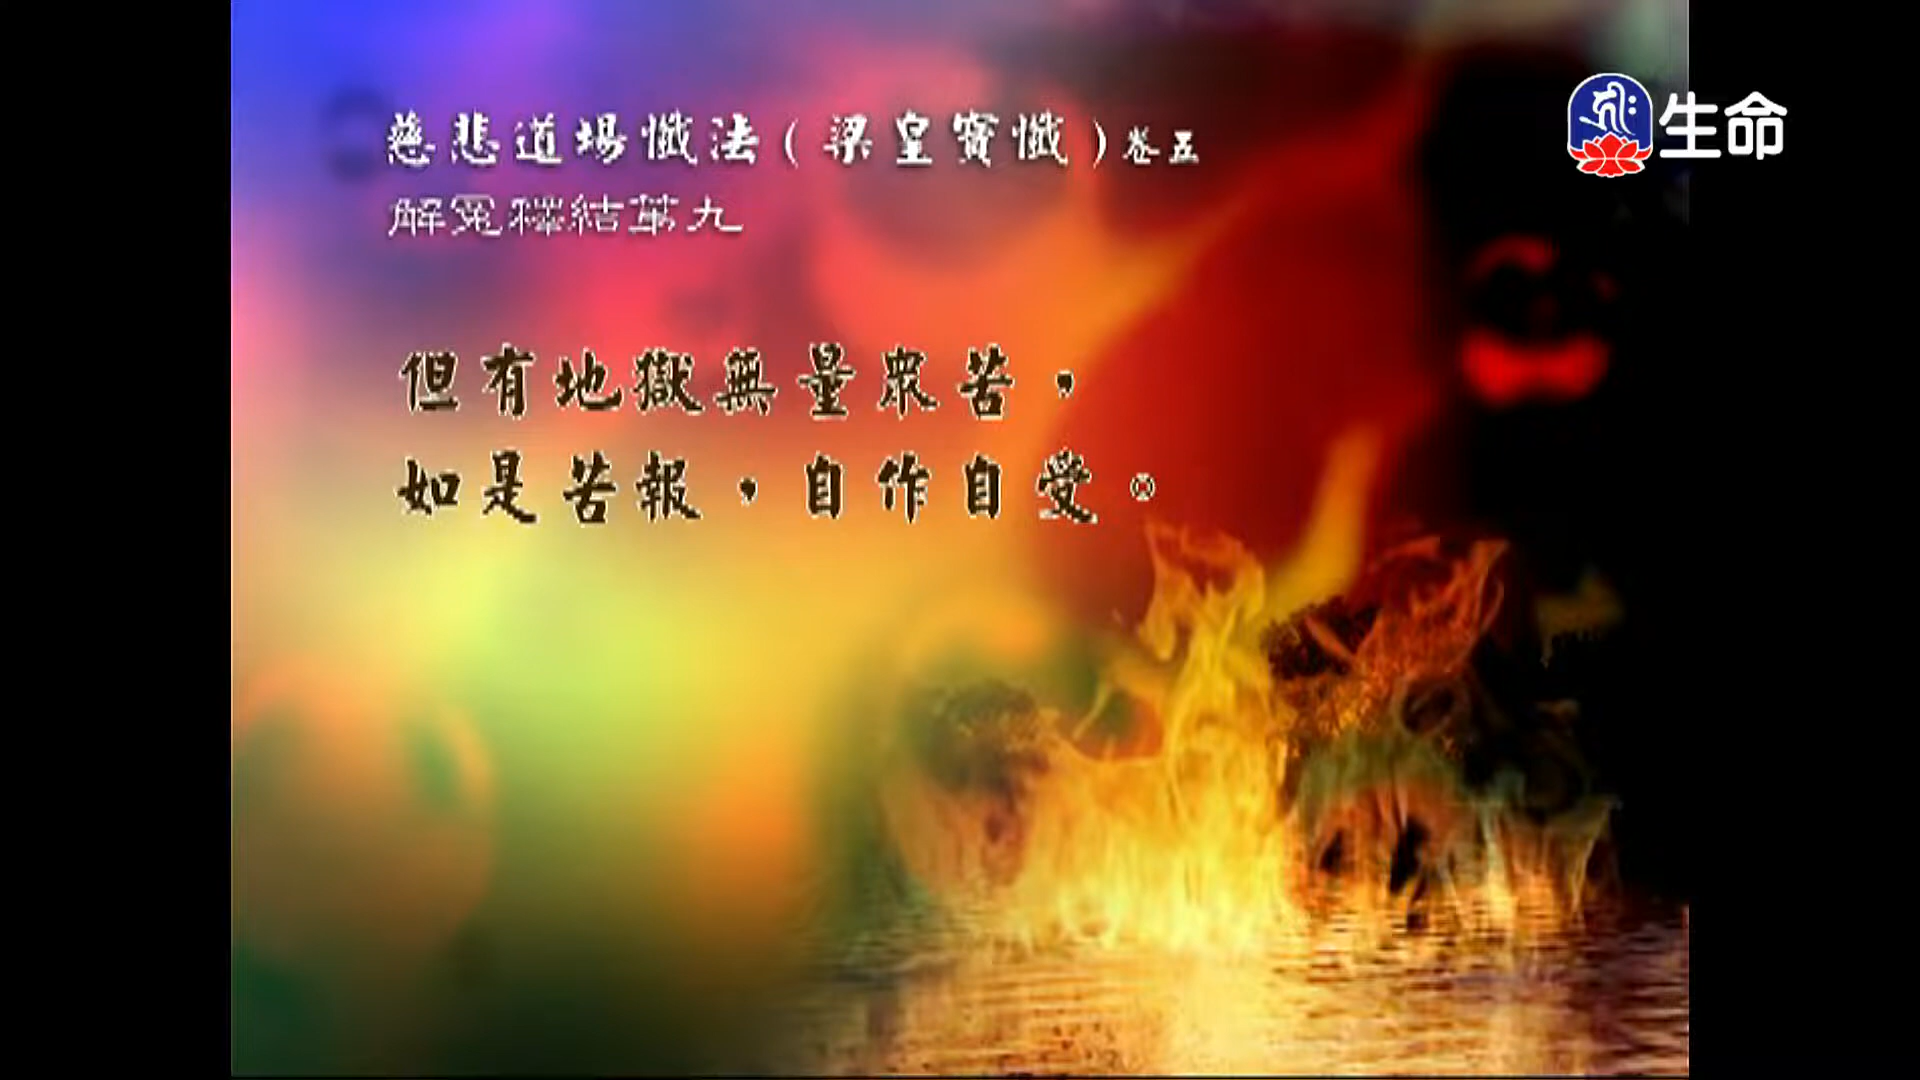 慈悲道場懺法(梁皇寶懺)卷五
解冤釋結第九
但有地獄無量眾苦，
如是苦報，自作自受。
生命